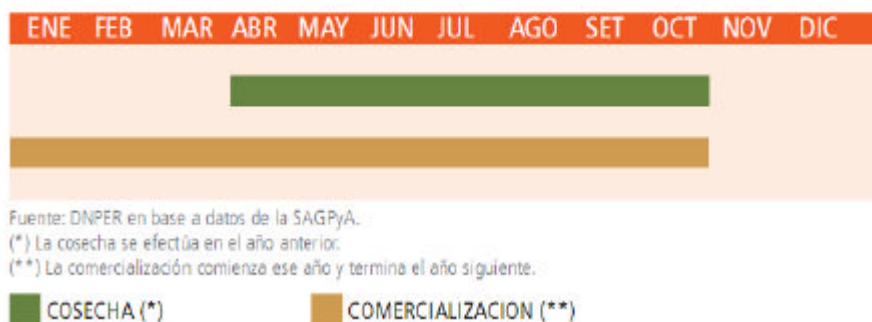 ENE FEB MAR ABR MAY JUN JUL AGO SET OCT NOV DIC
Fuente: DNPER en base a datos de la SAGPyA.
(*) La cosecha se efectúa en el año anterior.
(**) La comercialización comienza ese año y termina el año siguiente.
COSECHA (*) COMERCIALIZACION (**)